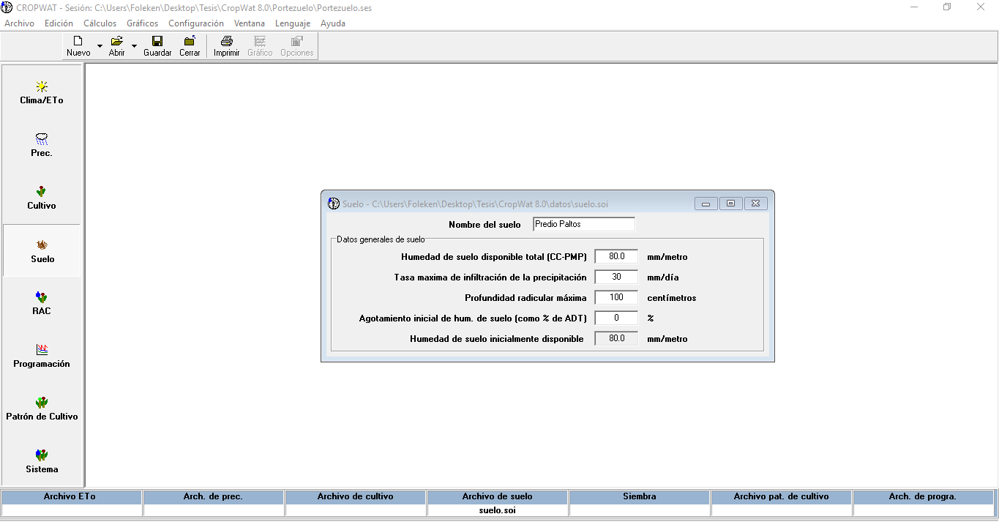 CROPWAT - Sesión: C:\Users\Foleken\Desktop\Tesis\CropWat 8.0\Portezuelo\Portezuelo.ses
Archivo Edición Cálculos Gráficos Configuración Ventana Lenguaje Ayuda
Nuevo Abrir Guardar Cerrar Imprimir Gráfico Opciones
Clima/ETo
Prec.
Cultivo
Suelo
RAC
Programación
Patrón de Cultivo
Sistema
Suelo - C:\Users\Foleken\Desktop\Tesis\CropWat 8.0\datos\suelo.soi
Nombre del suelo Predio Paltos
Datos generales de suelo
Humedad de suelo disponible total (CC-PMP) 80.0 mm/metro
Tasa maxima de infiltración de la precipitación 30 mm/día
Profundidad radicular máxima 100 centímetros
Agotamiento inicial de hum. de suelo (como % de ADT) 0 %
Humedad de suelo inicialmente disponible 80.0 mm/metro
Archivo ETo Arch. de prec. Archivo de cultivo Archivo de suelo Siembra Archivo pat. de cultivo Arch. de progra.
suelo.soi